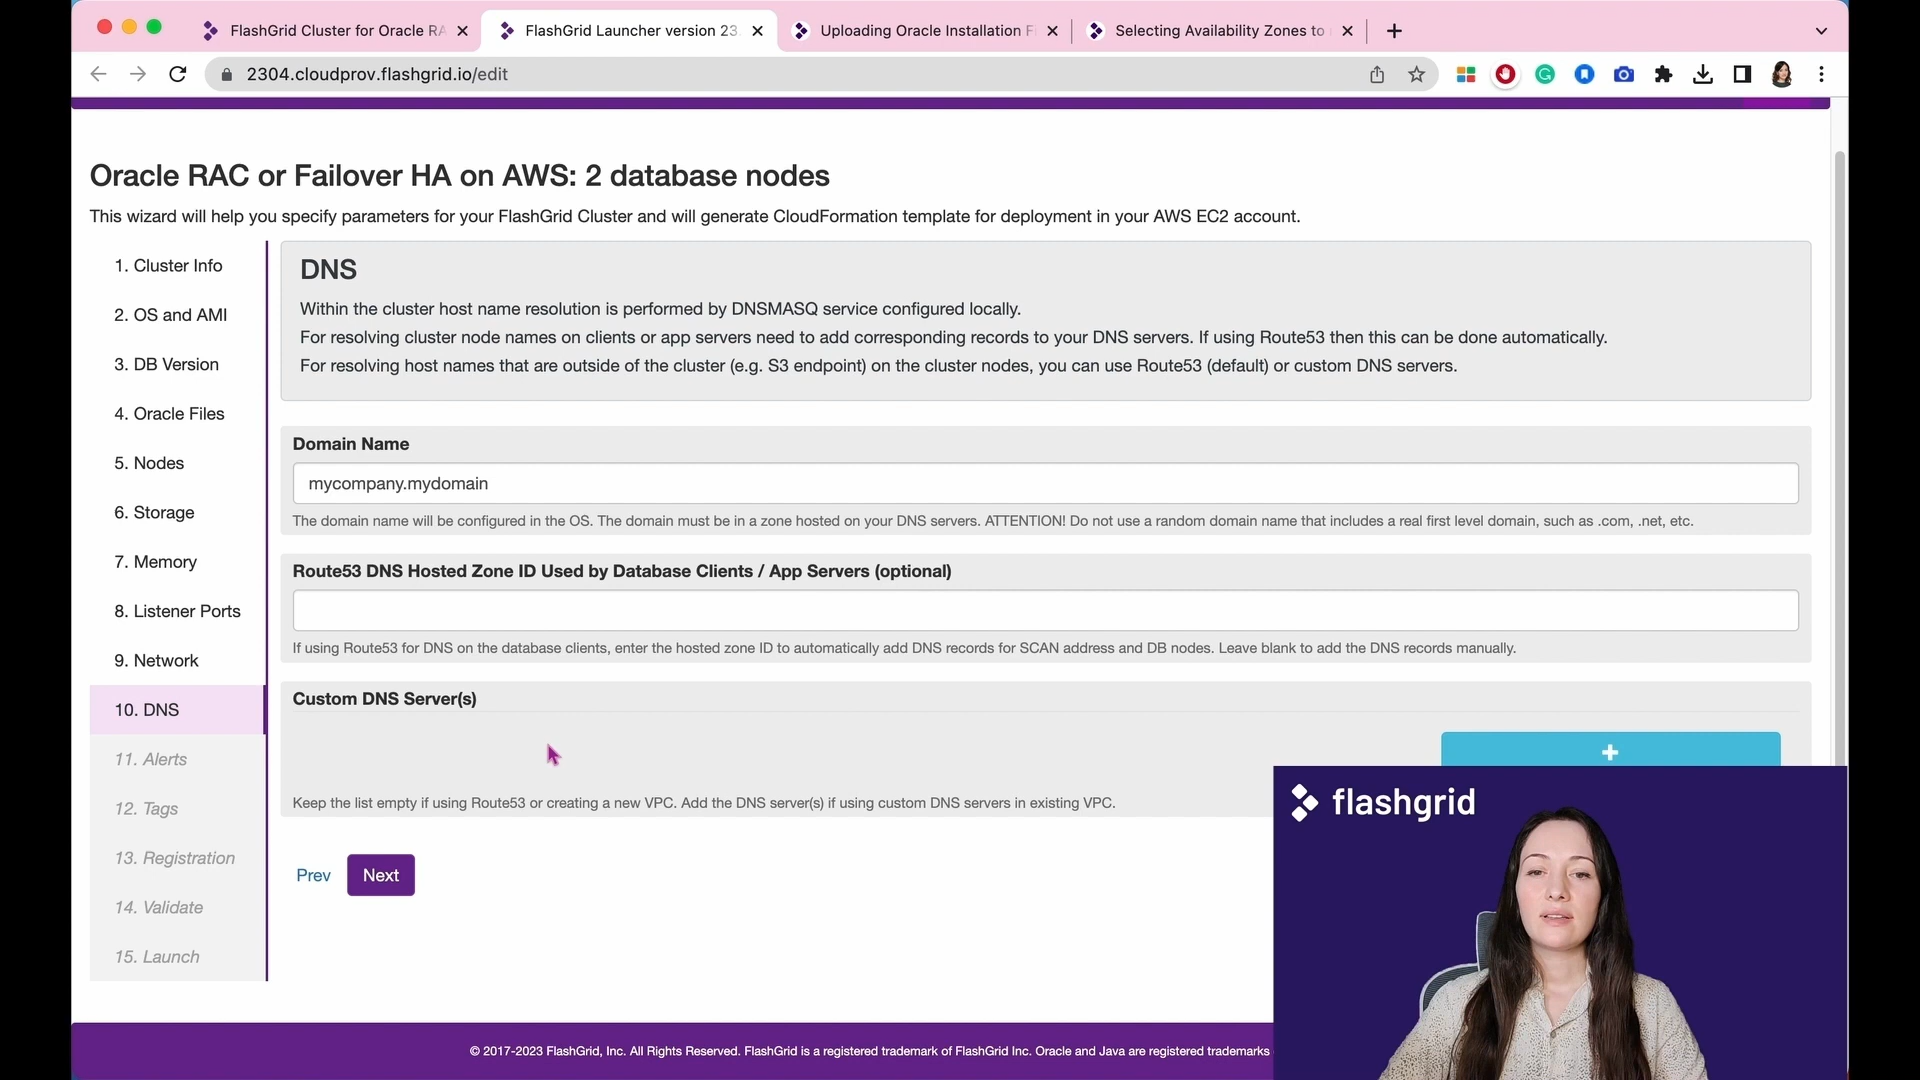 FlashGrid Cluster for Oracle RA
FlashGrid Launcher version 23.
Uploading Oracle Installation F
Selecting Availability Zones to
2304.cloudprov.flashgrid.io/edit
Oracle RAC or Failover HA on AWS: 2 database nodes
This wizard will help you specify parameters for your FlashGrid Cluster and will generate CloudFormation template for deployment in your AWS EC2 account.
1. Cluster Info
2. OS and AMI
3. DB Version
4. Oracle Files
5. Nodes
6. Storage
7. Memory
8. Listener Ports
9. Network
10. DNS
11. Alerts
12. Tags
13. Registration
14. Validate
15. Launch
DNS
Within the cluster host name resolution is performed by DNSMASQ service configured locally.
For resolving cluster node names on clients or app servers need to add corresponding records to your DNS servers. If using Route53 then this can be done automatically.
For resolving host names that are outside of the cluster (e.g. S3 endpoint) on the cluster nodes, you can use Route53 (default) or custom DNS servers.
Domain Name
mycompany.mydomain
The domain name will be configured in the OS. The domain must be in a zone hosted on your DNS servers. ATTENTION! Do not use a random domain name that includes a real first level domain, such as .com, .net, etc.
Route53 DNS Hosted Zone ID Used by Database Clients / App Servers (optional)
If using Route53 for DNS on the database clients, enter the hosted zone ID to automatically add DNS records for SCAN address and DB nodes. Leave blank to add the DNS records manually.
Custom DNS Server(s)
+
Keep the list empty if using Route53 or creating a new VPC. Add the DNS server(s) if using custom DNS servers in existing VPC.
Prev
Next
flashgrid
© 2017-2023 FlashGrid, Inc. All Rights Reserved. FlashGrid is a registered trademark of FlashGrid Inc. Oracle and Java are registered trademarks